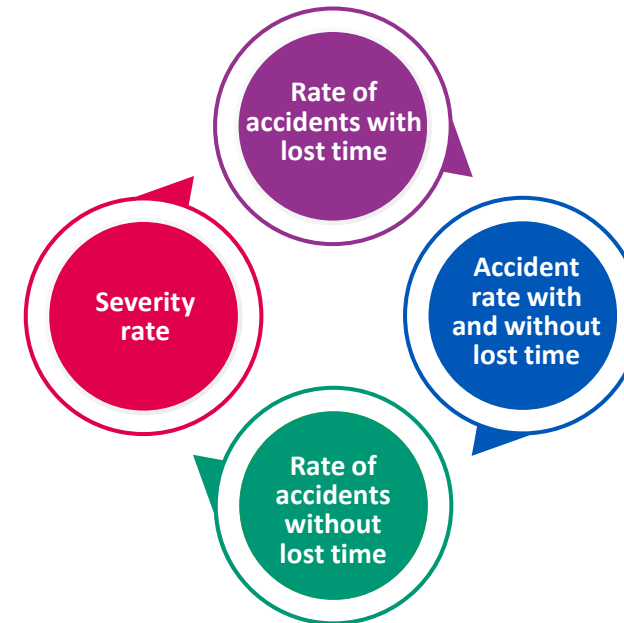 Rate of
accidents with
lost time
Accident
rate with
and without
lost time
Rate of
accidents
without
lost time
Severity
rate